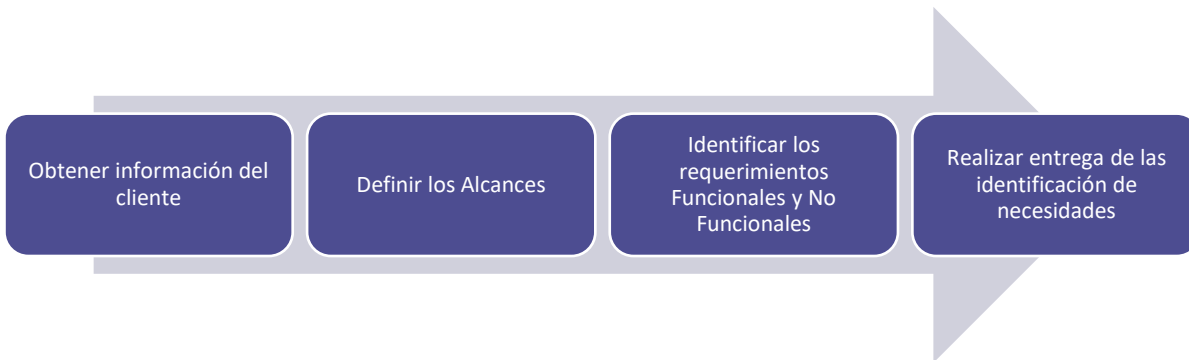 Obtener información del
cliente
Definir los Alcances
Identificar los
requerimientos
Funcionales y No
Funcionales
Realizar entrega de las
identificación de
necesidades